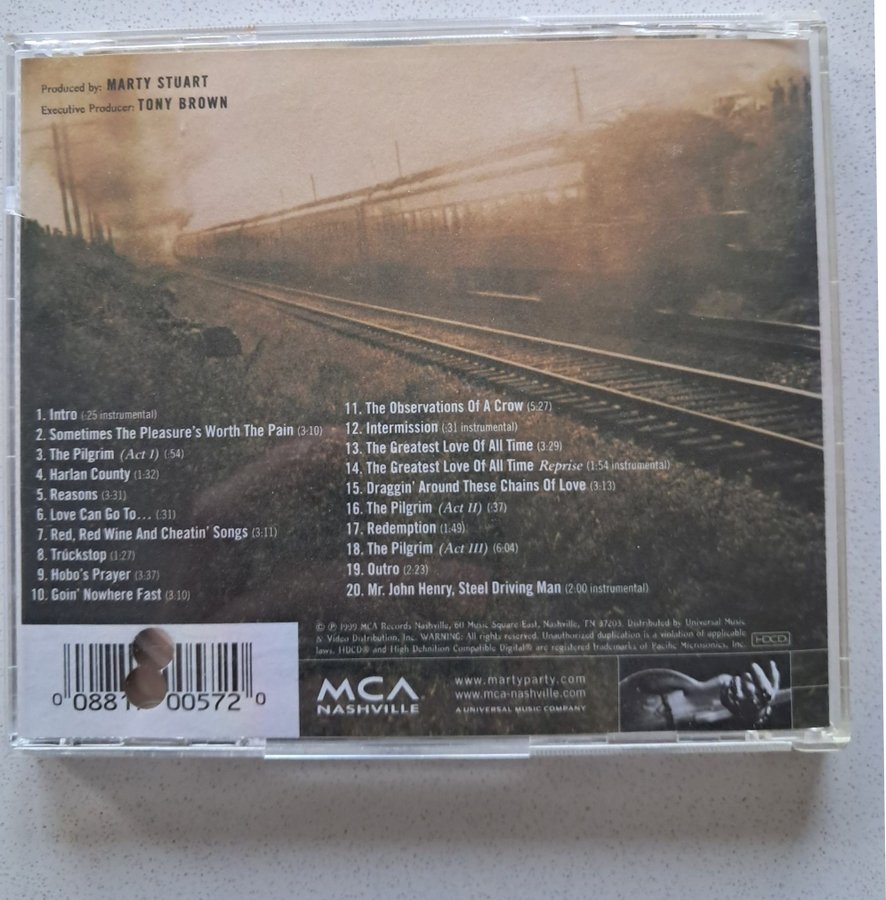 Produced by: MARTY STUART
Executive Producer: TONY BROWN
1. Intro (:25 instrumental)
2. Sometimes The Pleasure's Worth The Pain (3:10)
3. The Pilgrim (Act I) (:54)
4. Harlan County (1:32)
5. Reasons (3:31)
6. Love Can Go To... (:31)
7. Red, Red Wine And Cheatin' Songs (3:11)
8. Truckstop (1:27)
9. Hobo's Prayer (3:37)
10. Goin' Nowhere Fast (3:10)
11. The Observations Of A Crow (5:27)
12. Intermission (:31 instrumental)
13. The Greatest Love Of All Time (3:29)
14. The Greatest Love Of All Time Reprise (1:54 instrumental)
15. Draggin' Around These Chains Of Love (3:13)
16. The Pilgrim (Act II) (:37)
17. Redemption (1:49)
18. The Pilgrim (Act III) (6:04)
19. Outro (2:23)
20. Mr. John Henry, Steel Driving Man (2:00 instrumental)
© ℗ 1999 MCA Records Nashville, 60 Music Square East, Nashville, TN 37203. Distributed by Universal Music
& Video Distribution, Inc. WARNING: All rights reserved. Unauthorized duplication is a violation of applicable
laws. HDCD® and High Definition Compatible Digital® are registered trademarks of Pacific Microsonics, Inc.
HDCD
0 0881 00572 0
MCA
NASHVILLE
www.martyparty.com
www.mca-nashville.com
A UNIVERSAL MUSIC COMPANY